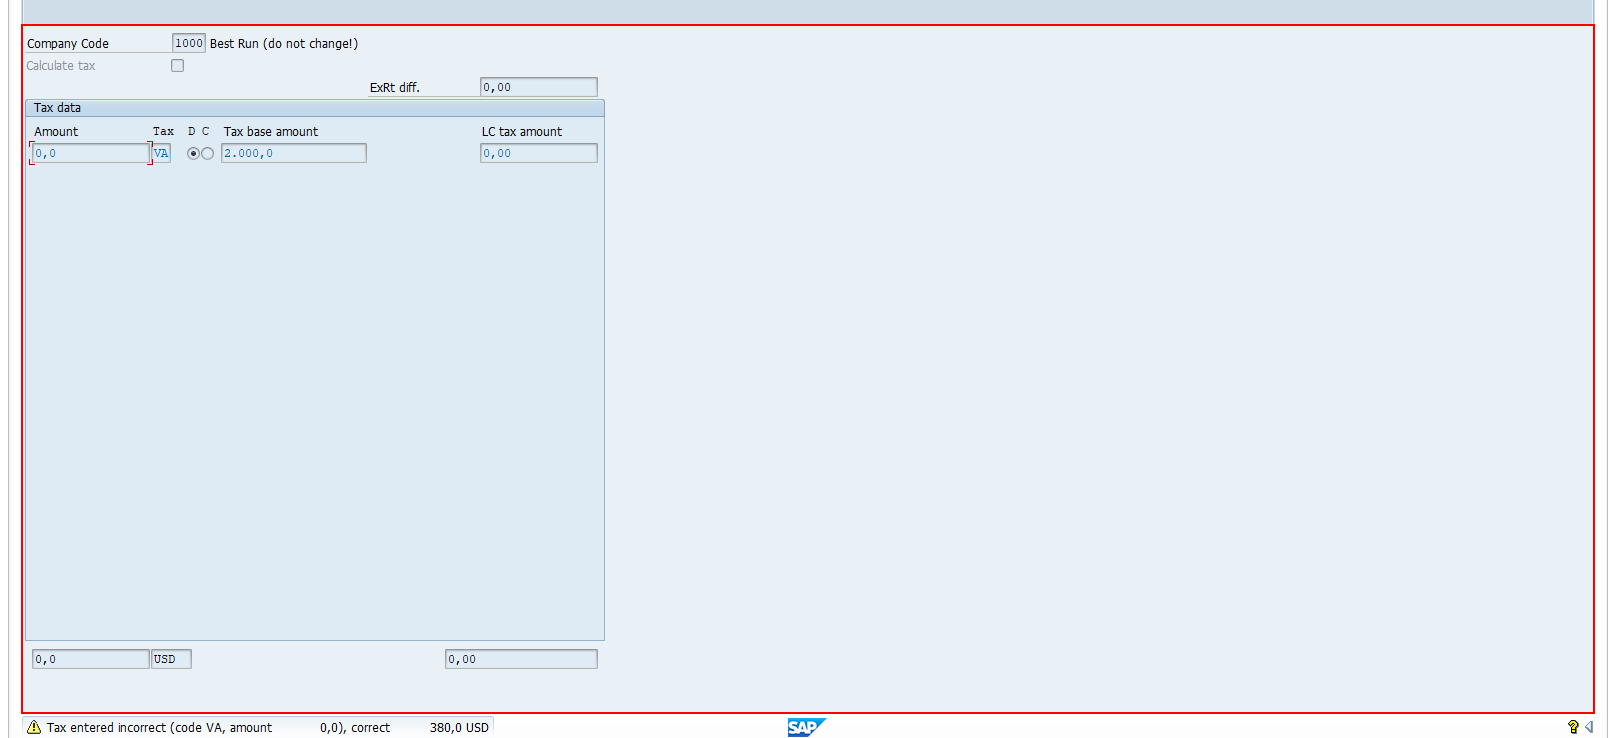 Company Code 1000 Best Run (do not change!)
Calculate tax
ExRt diff. 0,00
Tax data
Amount Tax D C Tax base amount LC tax amount
0,0 VA 2.000,0 0,00
0,0 USD 0,00
Tax entered incorrect (code VA, amount 0,0), correct 380,0 USD
SAP
?